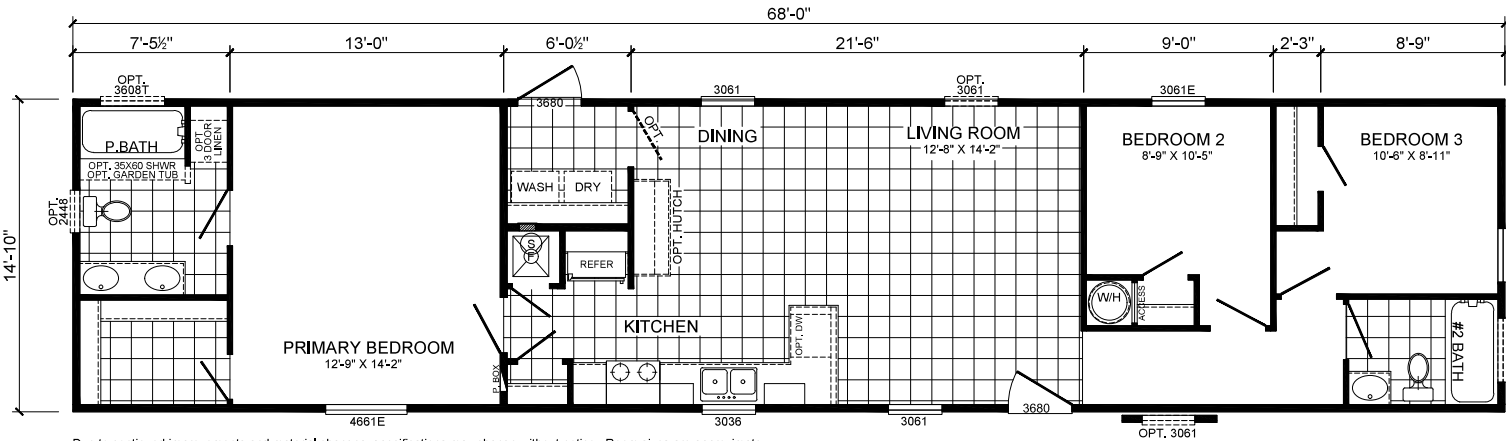 68'-0"
7'-5½"
13'-0"
6'-0½"
21'-6"
9'-0"
2'-3"
8'-9"
14'-10"
OPT.
3608T
3680
3061
OPT.
3061
3061E
P.BATH
OPT
3 DOOR
LINEN
OPT. 35X60 SHWR
OPT. GARDEN TUB
OPT.
2448
OPT
DINING
LIVING ROOM
12'-8" X 14'-2"
BEDROOM 2
8'-9" X 10'-5"
BEDROOM 3
10'-6" X 8'-11"
WASH
DRY
OPT. HUTCH
S
F
REFER
W/H
ACCESS
KITCHEN
OPT. DW
PRIMARY BEDROOM
12'-9" X 14'-2"
P. BOX
#2 BATH
4661E
3036
3061
3680
OPT. 3061